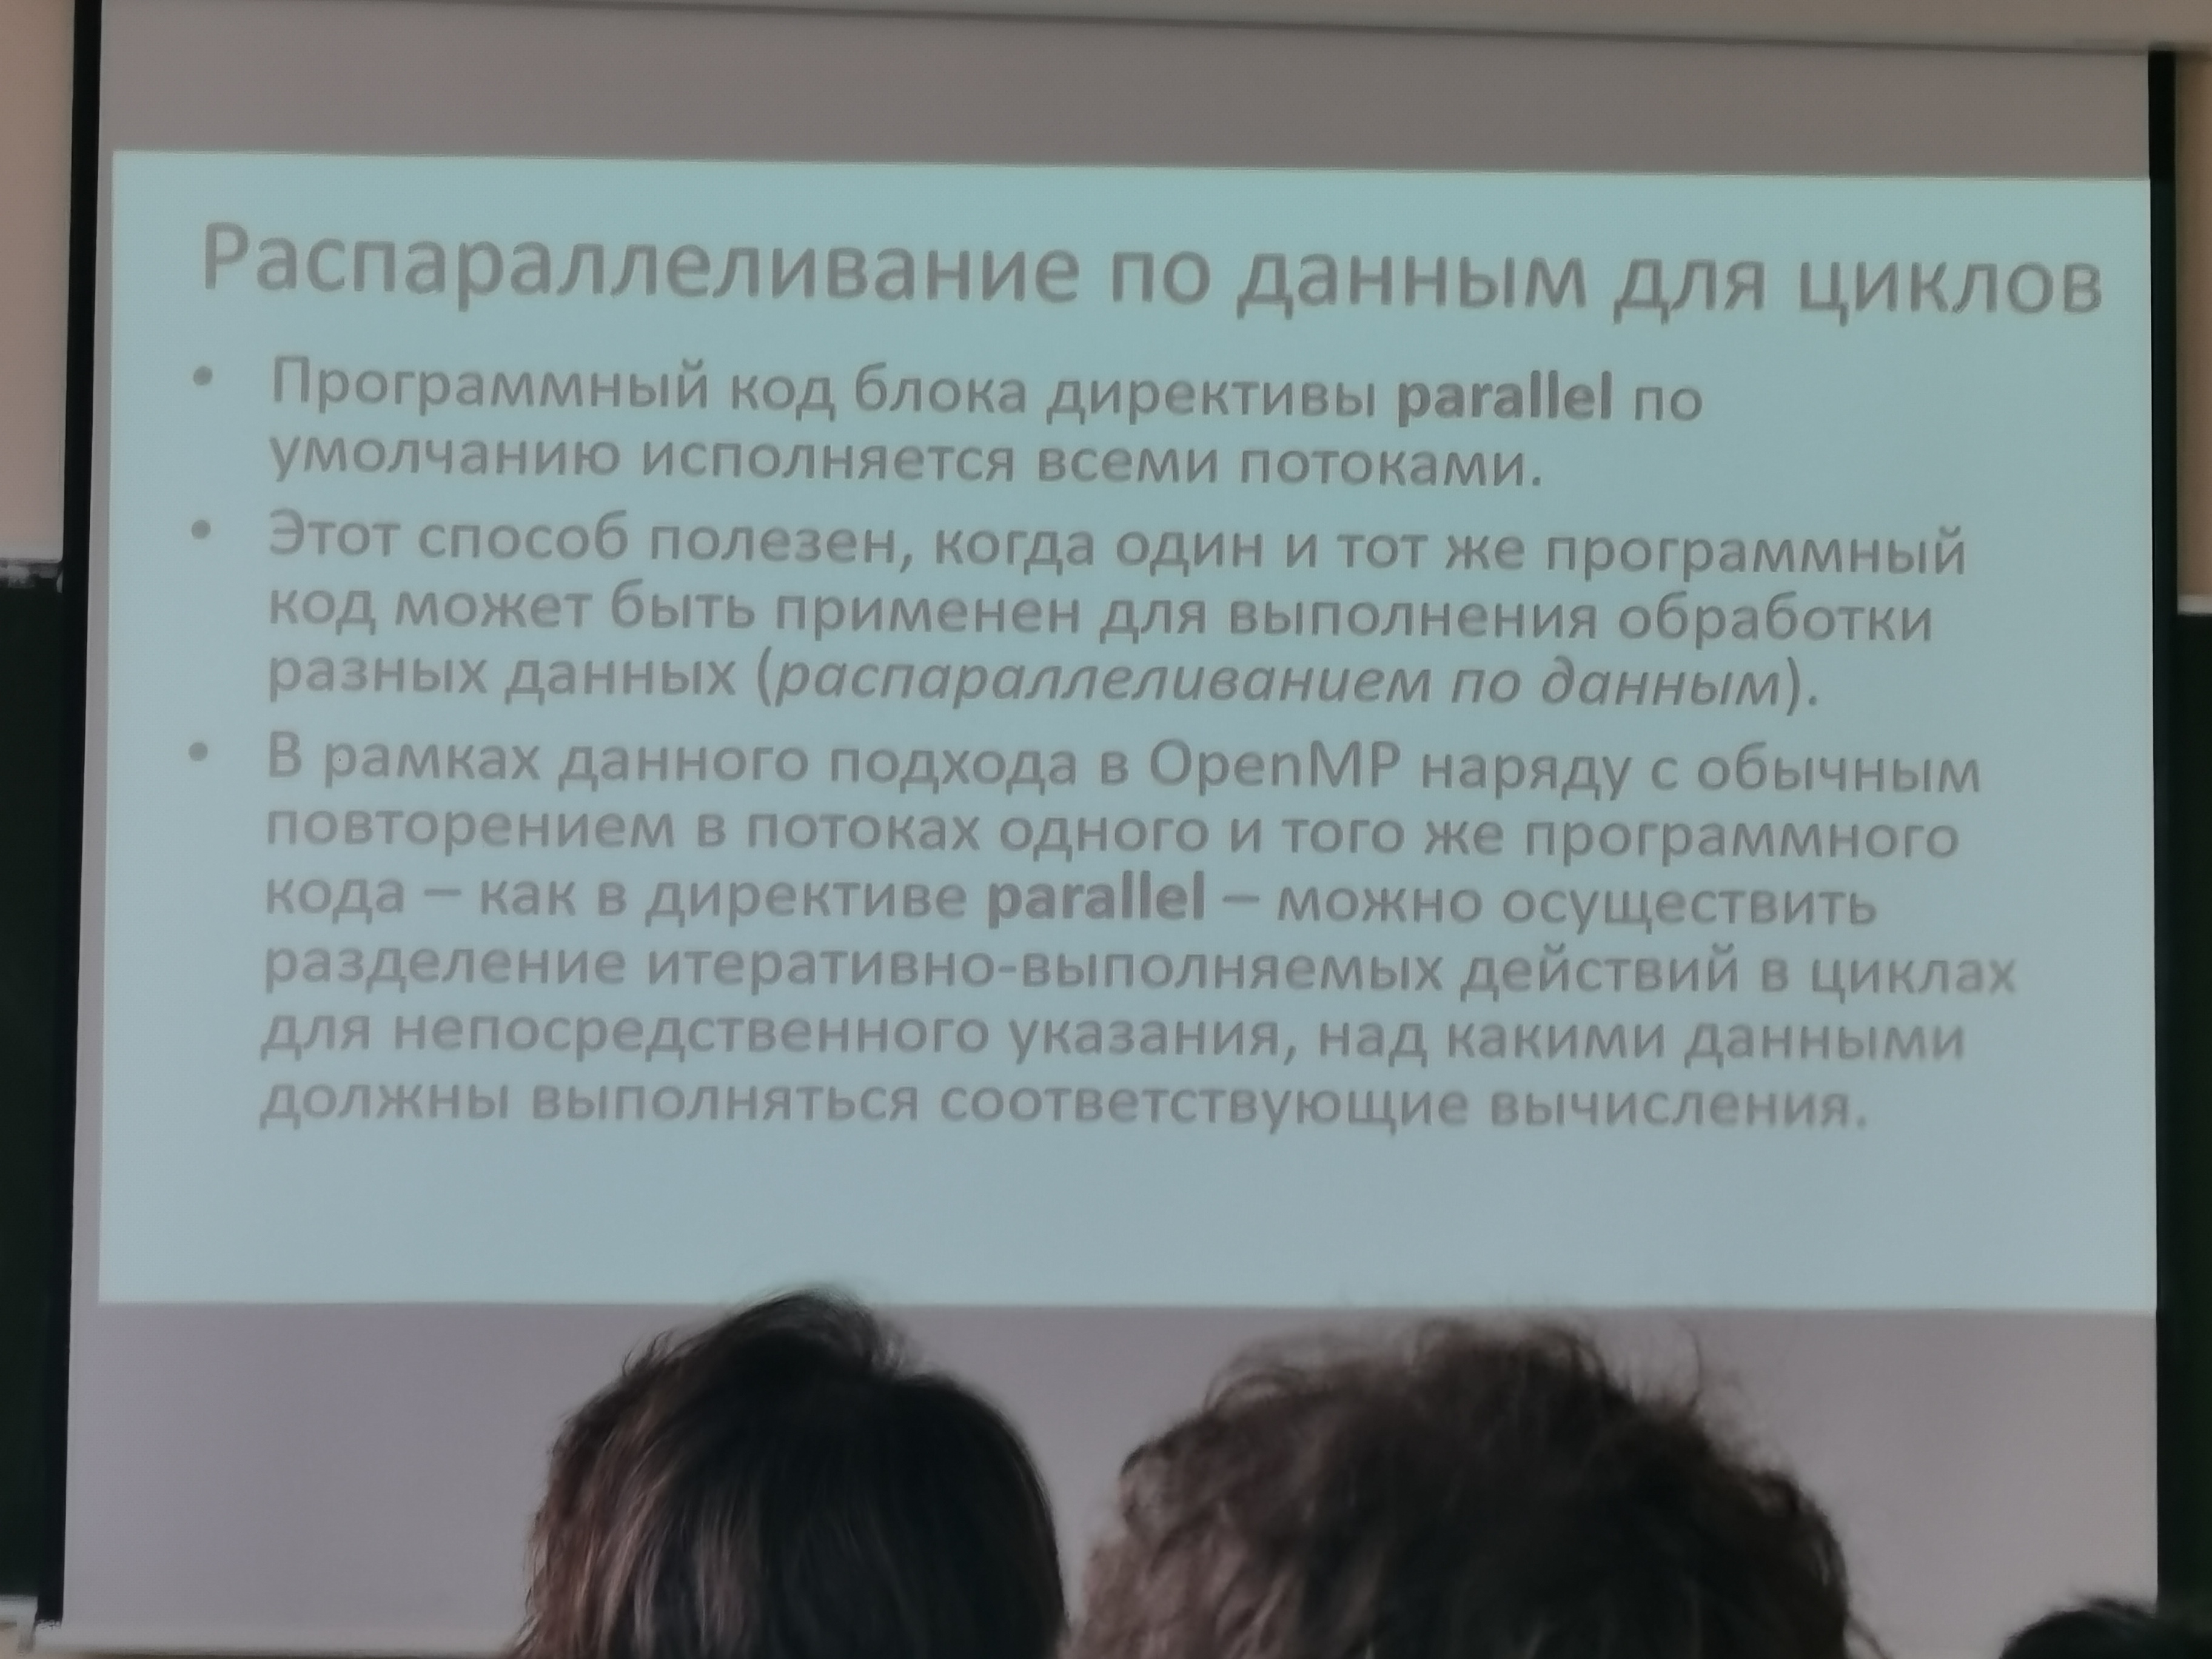 Распараллеливание по данным для циклов
• Программный код блока директивы parallel по
умолчанию исполняется всеми потоками.
• Этот способ полезен, когда один и тот же программный
код может быть применен для выполнения обработки
разных данных (распараллеливанием по данным).
• В рамках данного подхода в OpenMP наряду с обычным
повторением в потоках одного и того же программного
кода – как в директиве parallel – можно осуществить
разделение итеративно-выполняемых действий в циклах
для непосредственного указания, над какими данными
должны выполняться соответствующие вычисления.